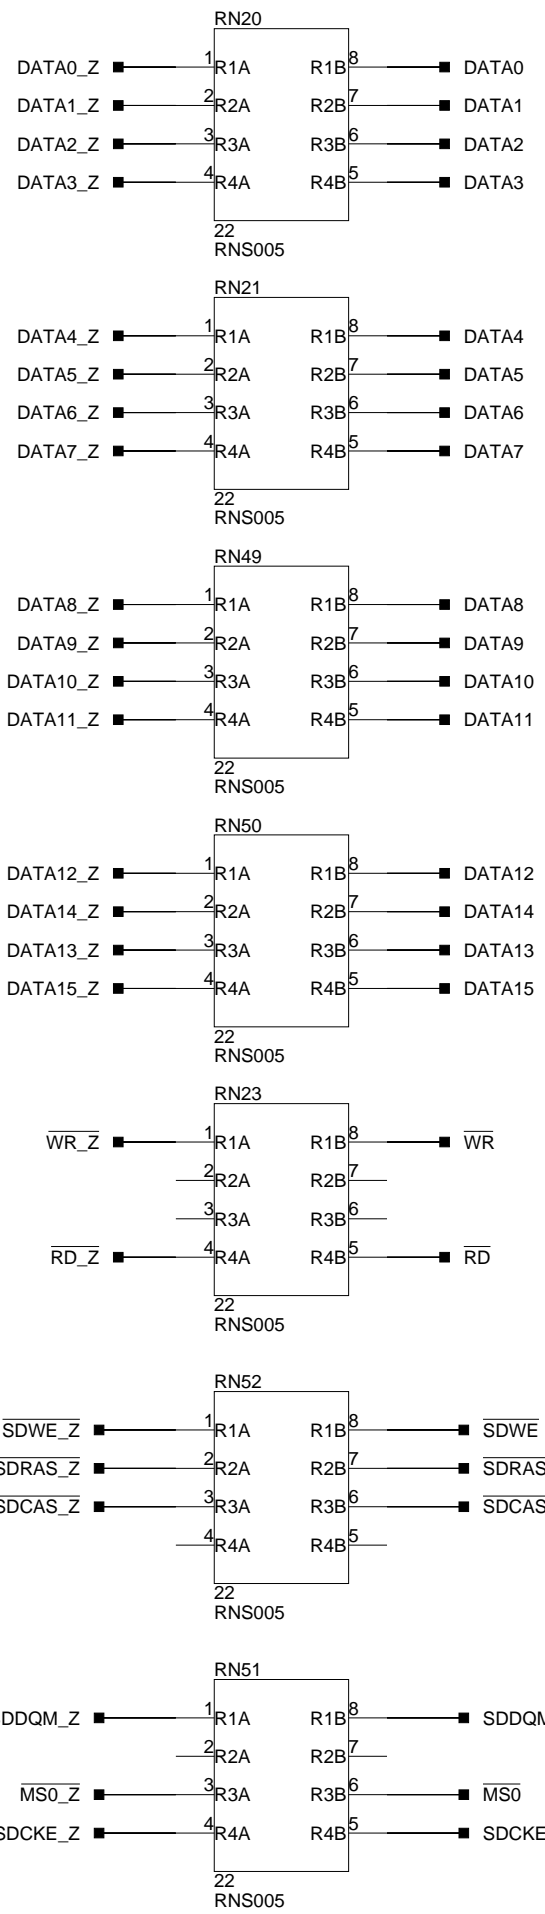 RN20
DATA0_Z 1 R1A R1B 8 DATA0
DATA1_Z 2 R2A R2B 7 DATA1
DATA2_Z 3 R3A R3B 6 DATA2
DATA3_Z 4 R4A R4B 5 DATA3
22
RNS005
RN21
DATA4_Z 1 R1A R1B 8 DATA4
DATA5_Z 2 R2A R2B 7 DATA5
DATA6_Z 3 R3A R3B 6 DATA6
DATA7_Z 4 R4A R4B 5 DATA7
22
RNS005
RN49
DATA8_Z 1 R1A R1B 8 DATA8
DATA9_Z 2 R2A R2B 7 DATA9
DATA10_Z 3 R3A R3B 6 DATA10
DATA11_Z 4 R4A R4B 5 DATA11
22
RNS005
RN50
DATA12_Z 1 R1A R1B 8 DATA12
DATA14_Z 2 R2A R2B 7 DATA14
DATA13_Z 3 R3A R3B 6 DATA13
DATA15_Z 4 R4A R4B 5 DATA15
22
RNS005
RN23
WR_Z 1 R1A R1B 8 WR
2 R2A R2B 7
3 R3A R3B 6
RD_Z 4 R4A R4B 5 RD
22
RNS005
RN52
SDWE_Z 1 R1A R1B 8 SDWE
SDRAS_Z 2 R2A R2B 7 SDRAS
SDCAS_Z 3 R3A R3B 6 SDCAS
4 R4A R4B 5
22
RNS005
RN51
DDQM_Z 1 R1A R1B 8 SDDQM
2 R2A R2B 7
MS0_Z 3 R3A R3B 6 MS0
SDCKE_Z 4 R4A R4B 5 SDCKE
22
RNS005